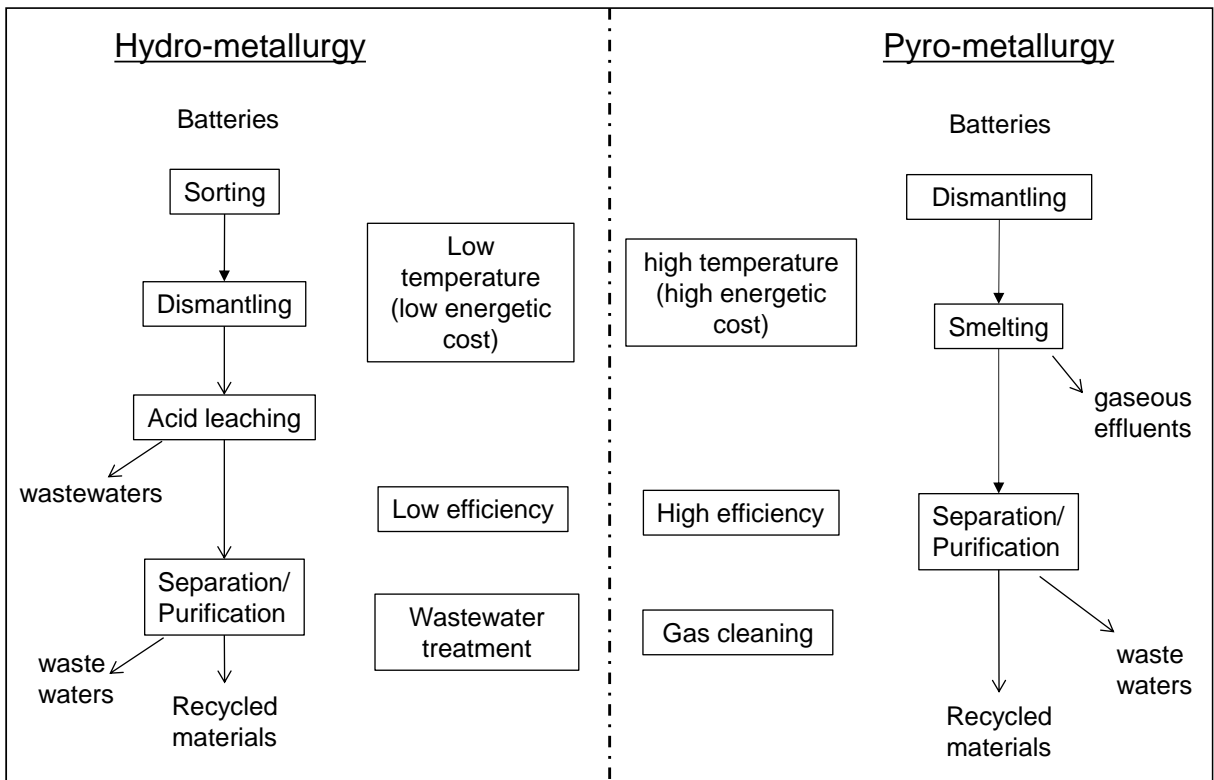 Hydro-metallurgy
Batteries
Sorting
Dismantling
Acid leaching
wastewaters
Separation/
Purification
waste
waters
Recycled
materials
Low
temperature
(low energetic
cost)
Low efficiency
Wastewater
treatment
Pyro-metallurgy
Batteries
Dismantling
high temperature
(high energetic
cost)
Smelting
gaseous
effluents
High efficiency
Separation/
Purification
Gas cleaning
waste
waters
Recycled
materials